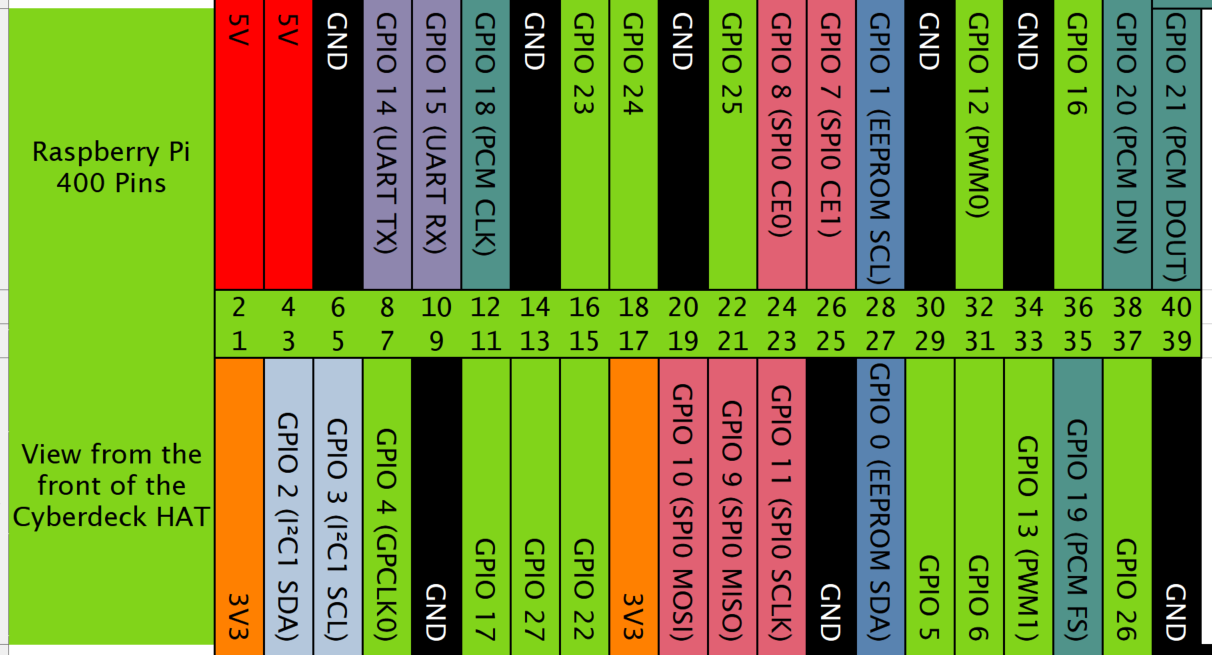 Raspberry Pi
400 Pins
5V
5V
GND
GPIO 14 (UART TX)
GPIO 15 (UART RX)
GPIO 18 (PCM CLK)
GND
GPIO 23
GPIO 24
GND
GPIO 25
GPIO 8 (SPI0 CE0)
GPIO 7 (SPI0 CE1)
GPIO 1 (EEPROM SCL)
GND
GPIO 12 (PWM0)
GND
GPIO 16
GPIO 20 (PCM DIN)
GPIO 21 (PCM DOUT)
2 4 6 8 10 12 14 16 18 20 22 24 26 28 30 32 34 36 38 40
1 3 5 7 9 11 13 15 17 19 21 23 25 27 29 31 33 35 37 39
View from the
front of the
Cyberdeck HAT
3V3
GPIO 2 (I²C1 SDA)
GPIO 3 (I²C1 SCL)
GPIO 4 (GPCLK0)
GND
GPIO 17
GPIO 27
GPIO 22
3V3
GPIO 10 (SPI0 MOSI)
GPIO 9 (SPI0 MISO)
GPIO 11 (SPI0 SCLK)
GND
GPIO 0 (EEPROM SDA)
GPIO 5
GPIO 6
GPIO 13 (PWM1)
GPIO 19 (PCM FS)
GPIO 26
GND